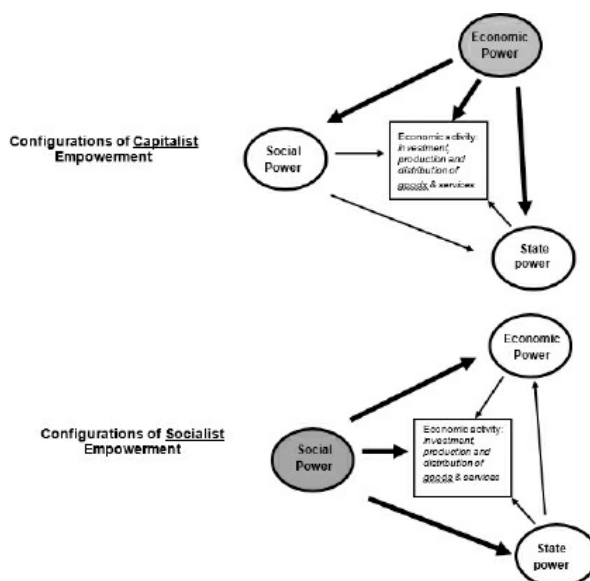 Economic
Power
Configurations of Capitalist
Empowerment
Social
Power
Economic activity:
investment,
production and
distribution of
goods & services
State
power
Economic
Power
Configurations of Socialist
Empowerment
Social
Power
Economic activity:
investment,
production and
distribution of
goods & services
State
power